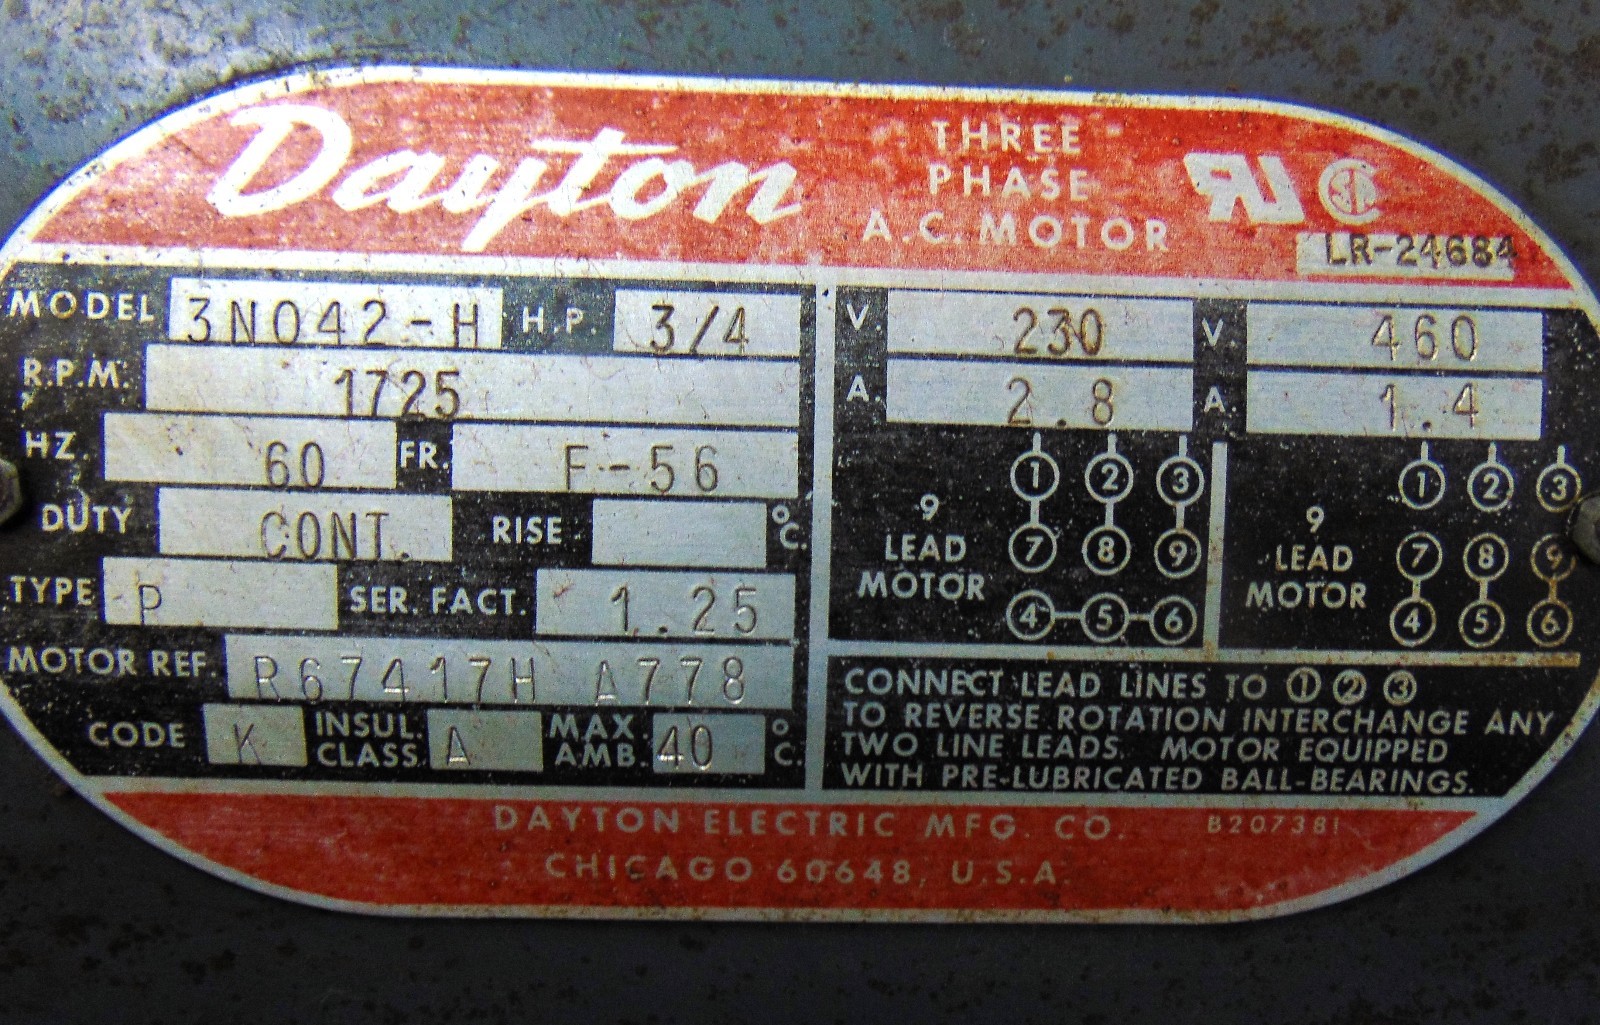 Dayton
THREE
PHASE
A.C. MOTOR
LR-24684
MODEL 3N042-H H.P. 3/4
R.P.M. 1725
HZ. 60 FR. F-56
DUTY CONT. RISE °C.
TYPE P SER. FACT. 1.25
MOTOR REF. R67417H A778
CODE K INSUL. CLASS A MAX. AMB. 40 °C.
V. 230 V. 460
A. 2.8 A. 1.4
9
LEAD
MOTOR
1 2 3
7 8 9
4 5 6
9
LEAD
MOTOR
1 2 3
7 8 9
4 5 6
CONNECT LEAD LINES TO ① ② ③
TO REVERSE ROTATION INTERCHANGE ANY
TWO LINE LEADS. MOTOR EQUIPPED
WITH PRE-LUBRICATED BALL-BEARINGS.
DAYTON ELECTRIC MFG. CO. B207381
CHICAGO 60648, U.S.A.